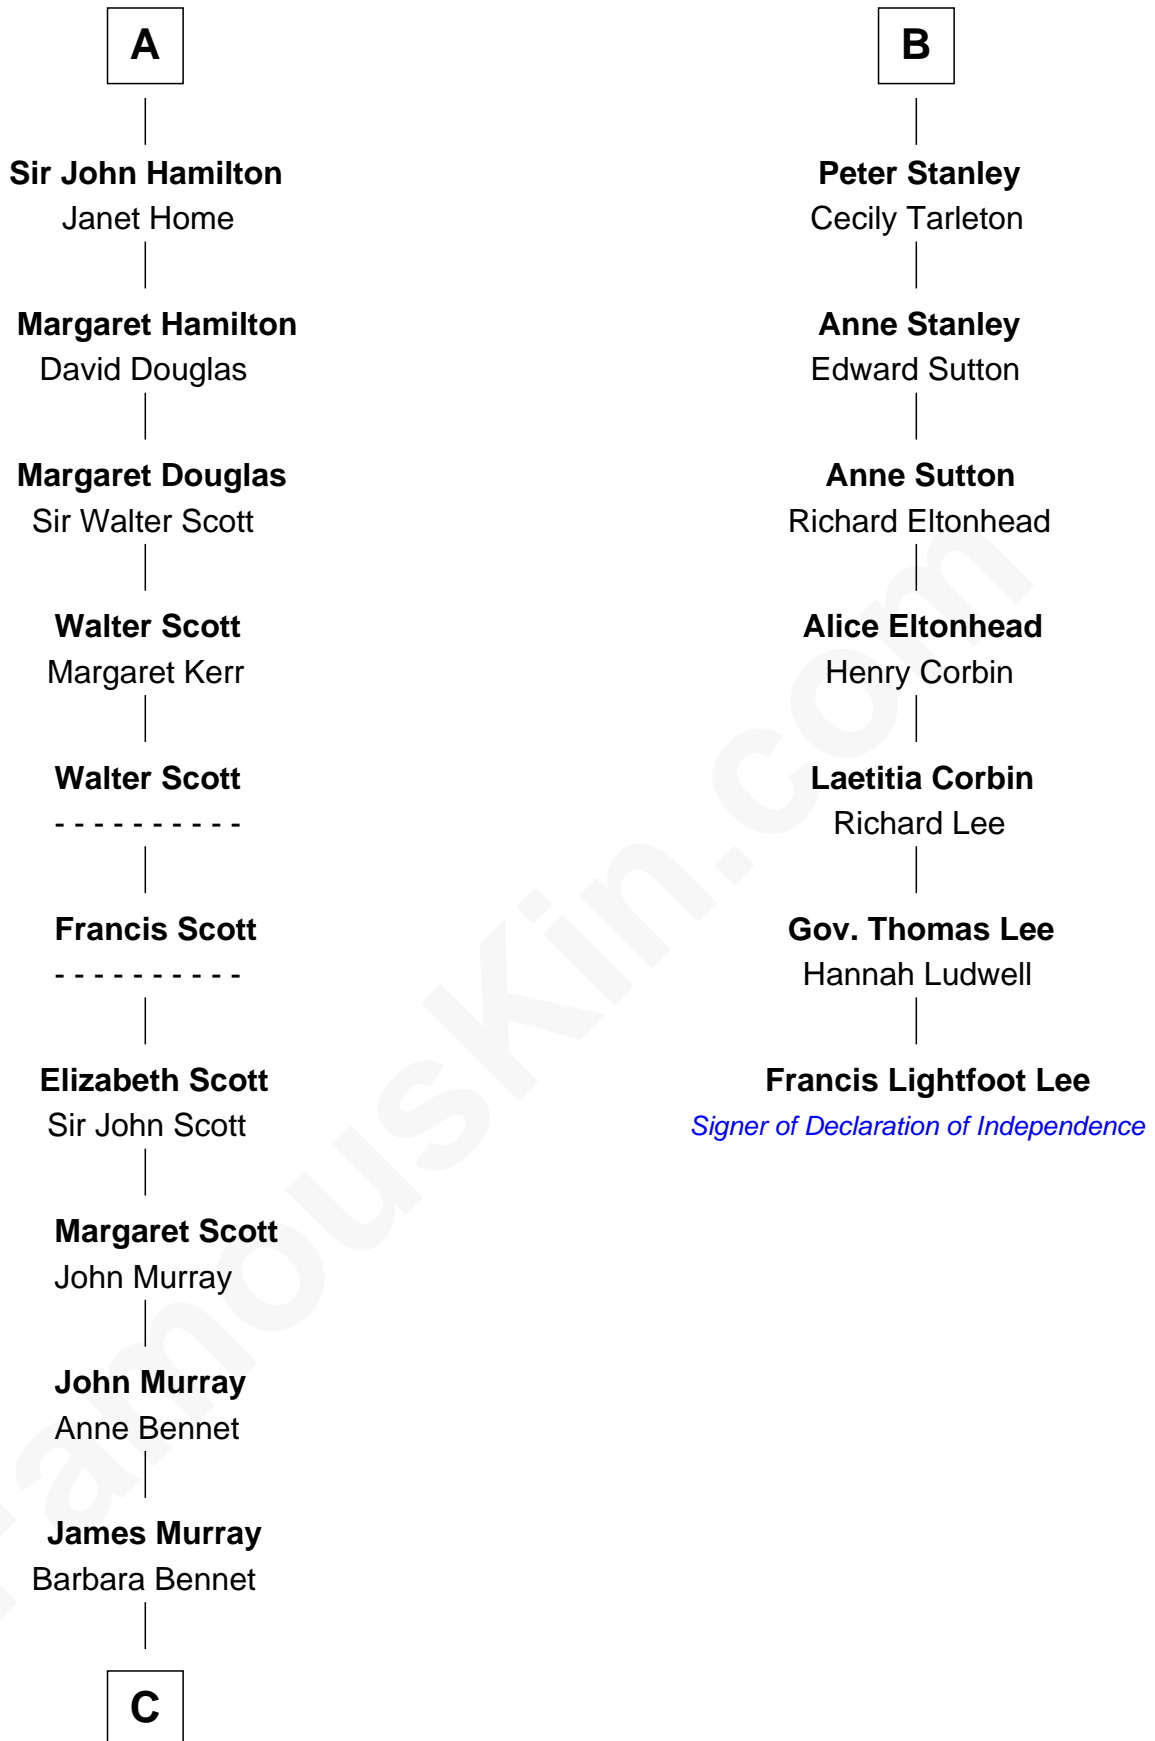 A
Sir John Hamilton
Janet Home
Margaret Hamilton
David Douglas
Margaret Douglas
Sir Walter Scott
Walter Scott
Margaret Kerr
Walter Scott
- - - - - - - - - -
Francis Scott
- - - - - - - - - -
Elizabeth Scott
Sir John Scott
Margaret Scott
John Murray
John Murray
Anne Bennet
James Murray
Barbara Bennet
C
B
Peter Stanley
Cecily Tarleton
Anne Stanley
Edward Sutton
Anne Sutton
Richard Eltonhead
Alice Eltonhead
Henry Corbin
Laetitia Corbin
Richard Lee
Gov. Thomas Lee
Hannah Ludwell
Francis Lightfoot Lee
Signer of Declaration of Independence
FamousKin.com